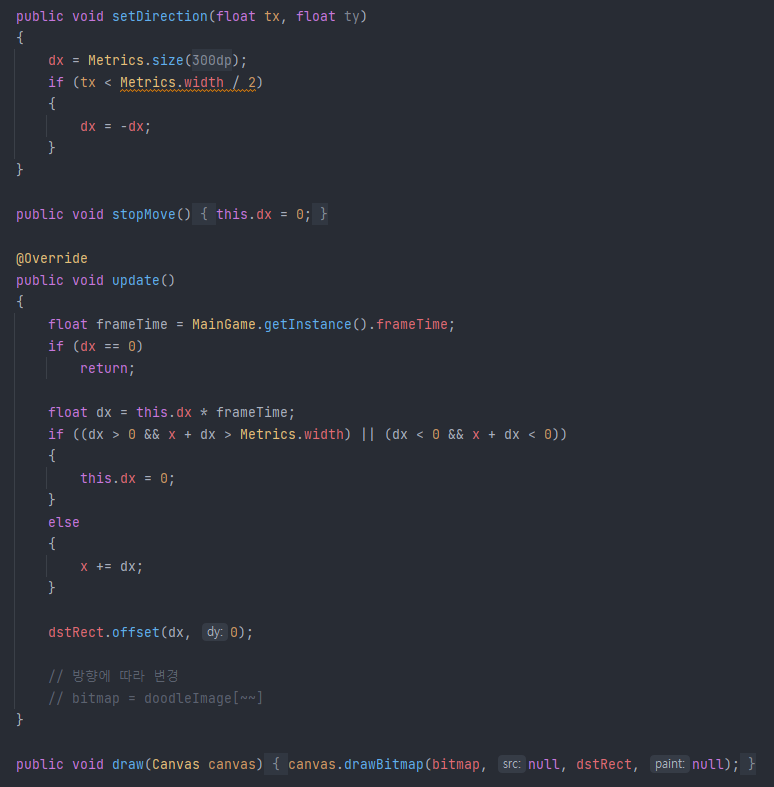 public void setDirection(float tx, float ty)
{
dx = Metrics.size(300dp);
if (tx < Metrics.width / 2)
{
dx = -dx;
}
}
public void stopMove() { this.dx = 0; }
@Override
public void update()
{
float frameTime = MainGame.getInstance().frameTime;
if (dx == 0)
return;
float dx = this.dx * frameTime;
if ((dx > 0 && x + dx > Metrics.width) || (dx < 0 && x + dx < 0))
{
this.dx = 0;
}
else
{
x += dx;
}
dstRect.offset(dx, dy: 0);
// 방향에 따라 변경
// bitmap = doodleImage[~~]
}
public void draw(Canvas canvas) { canvas.drawBitmap(bitmap, src: null, dstRect, paint: null); }